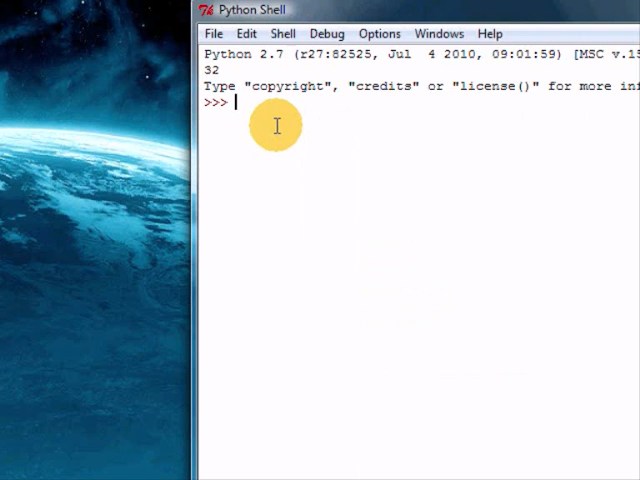 Python Shell
File Edit Shell Debug Options Windows Help
Python 2.7 (r27:82525, Jul 4 2010, 09:01:59) [MSC v.15
32
Type "copyright", "credits" or "license()" for more inf
>>>